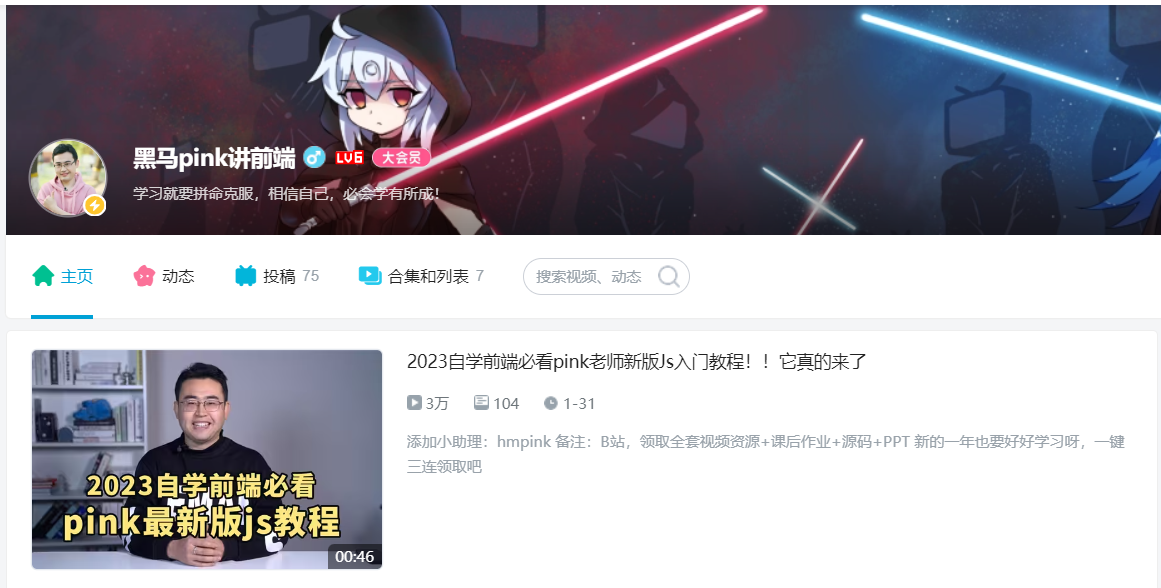 黑马pink讲前端 LV6 大会员
学习就要拼命克服，相信自己，必会学有所成！
主页 动态 投稿 75 合集和列表 7 搜索视频、动态
2023自学前端必看pink老师新版Js入门教程！！它真的来了
3万 104 1-31
添加小助理：hmpink 备注：B站，领取全套视频资源+课后作业+源码+PPT 新的一年也要好好学习呀，一键
三连领取吧
2023自学前端必看
pink最新版js教程
00:46